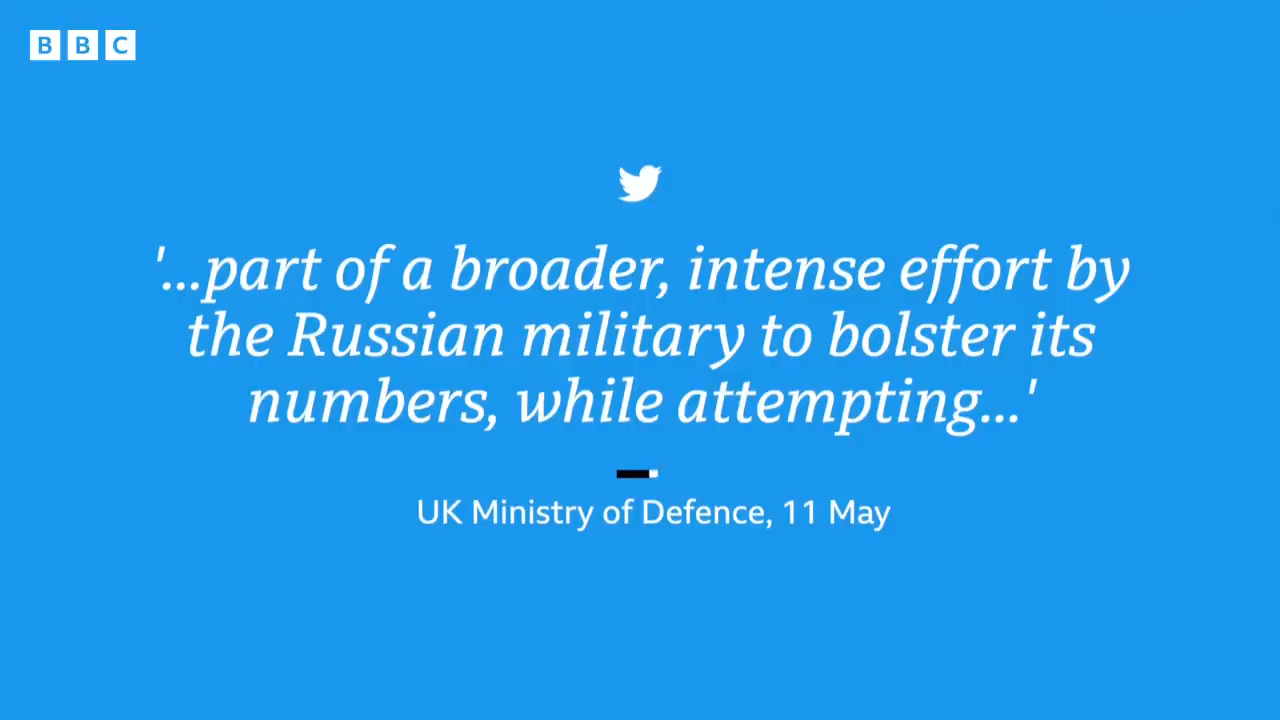 BBC
'...part of a broader, intense effort by
the Russian military to bolster its
numbers, while attempting...'
UK Ministry of Defence, 11 May